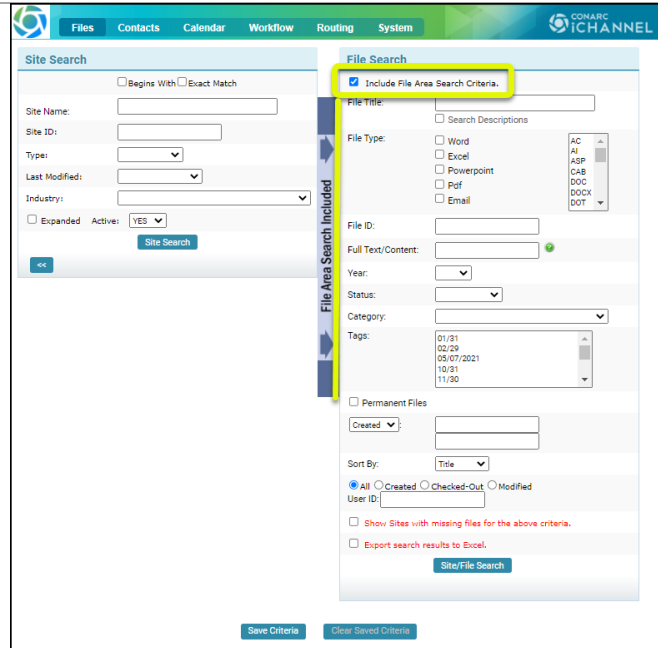 Files Contacts Calendar Workflow Routing System
CONARC
iCHANNEL
Site Search
Begins With Exact Match
Site Name:
Site ID:
Type:
Last Modified:
Industry:
Expanded Active: YES
Site Search
<<
File Area Search Included
File Search
Include File Area Search Criteria.
File Title:
Search Descriptions
File Type:
Word
Excel
Powerpoint
Pdf
Email
AC
AI
ASP
CAB
DOC
DOCX
DOT
File ID:
Full Text/Content:
?
Year:
Status:
Category:
Tags:
01/31
02/29
05/07/2021
10/31
11/30
Permanent Files
Created :
Sort By: Title
All Created Checked-Out Modified
User ID:
Show Sites with missing files for the above criteria.
Export search results to Excel.
Site/File Search
Save Criteria Clear Saved Criteria